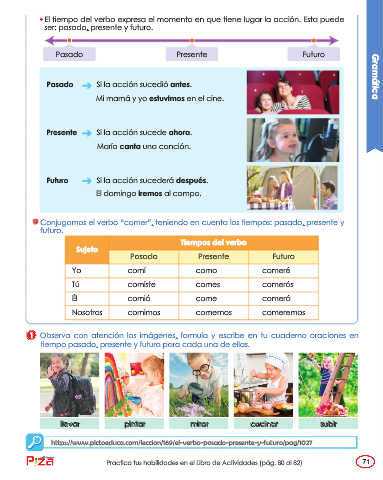 • El tiempo del verbo expresa el momento en que tiene lugar la acción. Esta puede
ser: pasado, presente y futuro.
Pasado Presente Futuro
Gramática
Pasado → Si la acción sucedió antes.
Mi mamá y yo estuvimos en el cine.
Presente → Si la acción sucede ahora.
María canta una canción.
Futuro → Si la acción sucederá después.
El domingo iremos al campo.
Conjugamos el verbo "comer", teniendo en cuenta los tiempos: pasado, presente y
futuro.
Sujeto Tiempos del verbo
Pasado Presente Futuro
Yo comí como comeré
Tú comiste comes comerás
Él comió come comerá
Nosotros comimos comemos comeremos
1 Observa con atención las imágenes, formula y escribe en tu cuaderno oraciones en
tiempo pasado, presente y futuro para cada una de ellas.
llevar pintar mirar cocinar subir
https://www.pictoeduca.com/leccion/169/el-verbo-pasado-presente-y-futuro/pag/1027
Practica tus habilidades en el Libro de Actividades (pág. 80 al 82)
71